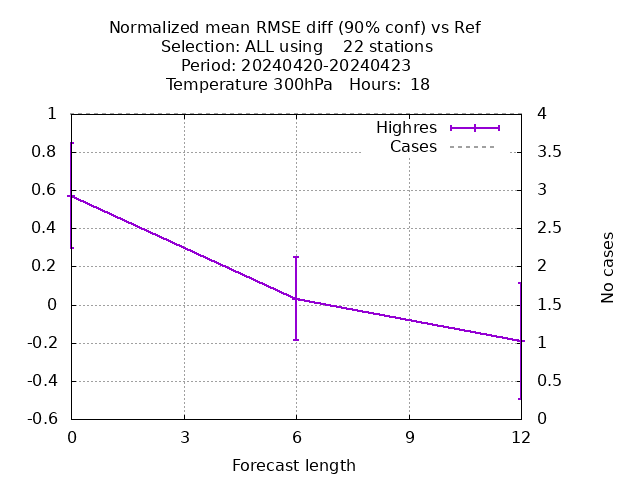 Normalized mean RMSE diff (90% conf) vs Ref
Selection: ALL using    22 stations
Period: 20240420-20240423
Temperature 300hPa   Hours:  18
1
0.8
0.6
0.4
0.2
0
-0.2
-0.4
-0.6
Highres
Cases
4
3.5
3
2.5
2
1.5
1
0.5
0
No cases
0 3 6 9 12
Forecast length